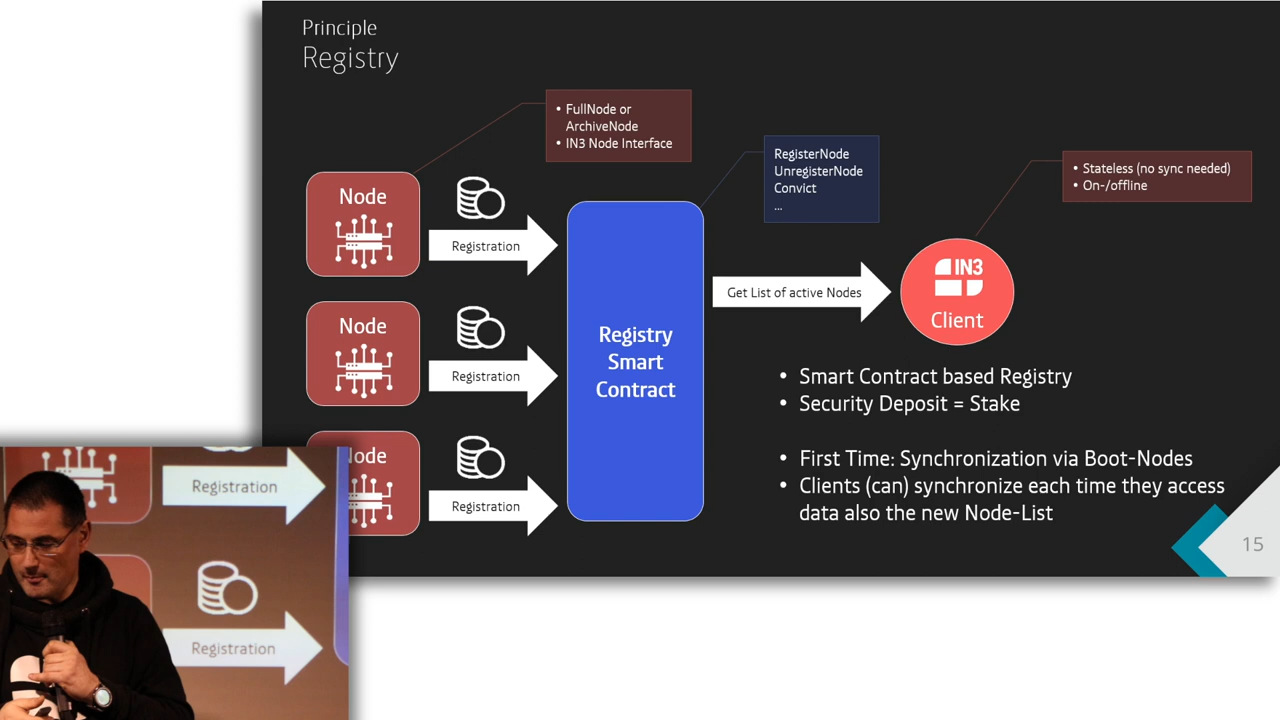 Principle
Registry
• FullNode or
ArchiveNode
• IN3 Node Interface
RegisterNode
UnregisterNode
Convict
...
• Stateless (no sync needed)
• On-/offline
Node
Registration
Node
Registration
Node
Registration
Registry
Smart
Contract
Get List of active Nodes
IN3
Client
• Smart Contract based Registry
• Security Deposit = Stake
• First Time: Synchronization via Boot-Nodes
• Clients (can) synchronize each time they access
data also the new Node-List
15
Registration
Registration